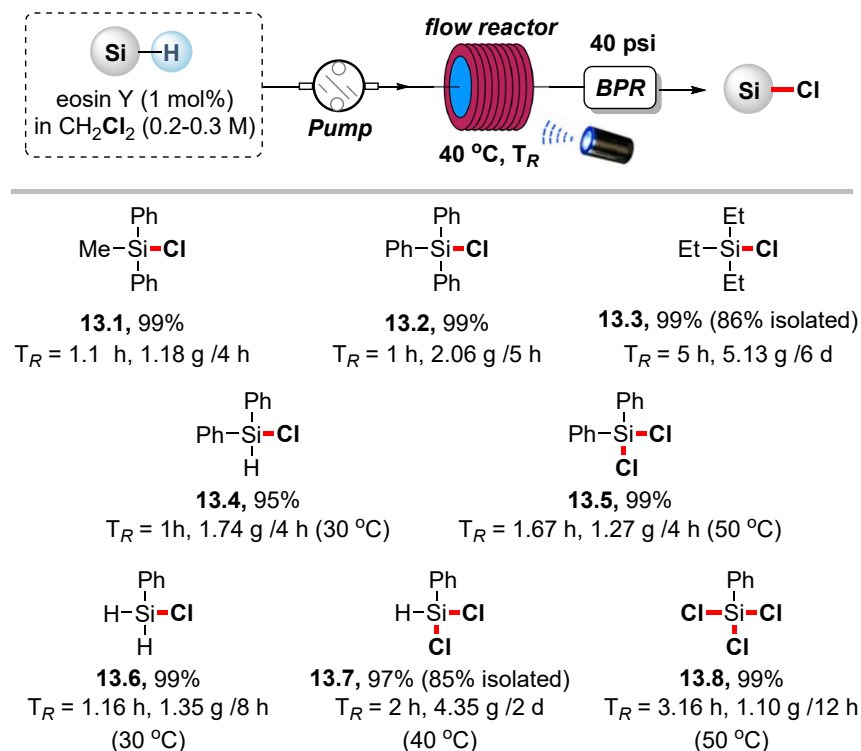 flow reactor
40 psi
Si H
eosin Y (1 mol%)
in CH2Cl2 (0.2-0.3 M)
Pump
BPR
Si Cl
40 °C, TR
Ph
Me Si Cl
Ph
13.1, 99%
TR = 1.1 h, 1.18 g /4 h
Ph
Ph Si Cl
Ph
13.2, 99%
TR = 1 h, 2.06 g /5 h
Et
Et Si Cl
Et
13.3, 99% (86% isolated)
TR = 5 h, 5.13 g /6 d
Ph
Ph Si Cl
H
13.4, 95%
TR = 1h, 1.74 g /4 h (30 °C)
Ph
Ph Si Cl
Cl
13.5, 99%
TR = 1.67 h, 1.27 g /4 h (50 °C)
Ph
H Si Cl
H
13.6, 99%
TR = 1.16 h, 1.35 g /8 h
(30 °C)
Ph
H Si Cl
Cl
13.7, 97% (85% isolated)
TR = 2 h, 4.35 g /2 d
(40 °C)
Ph
Cl Si Cl
Cl
13.8, 99%
TR = 3.16 h, 1.10 g /12 h
(50 °C)